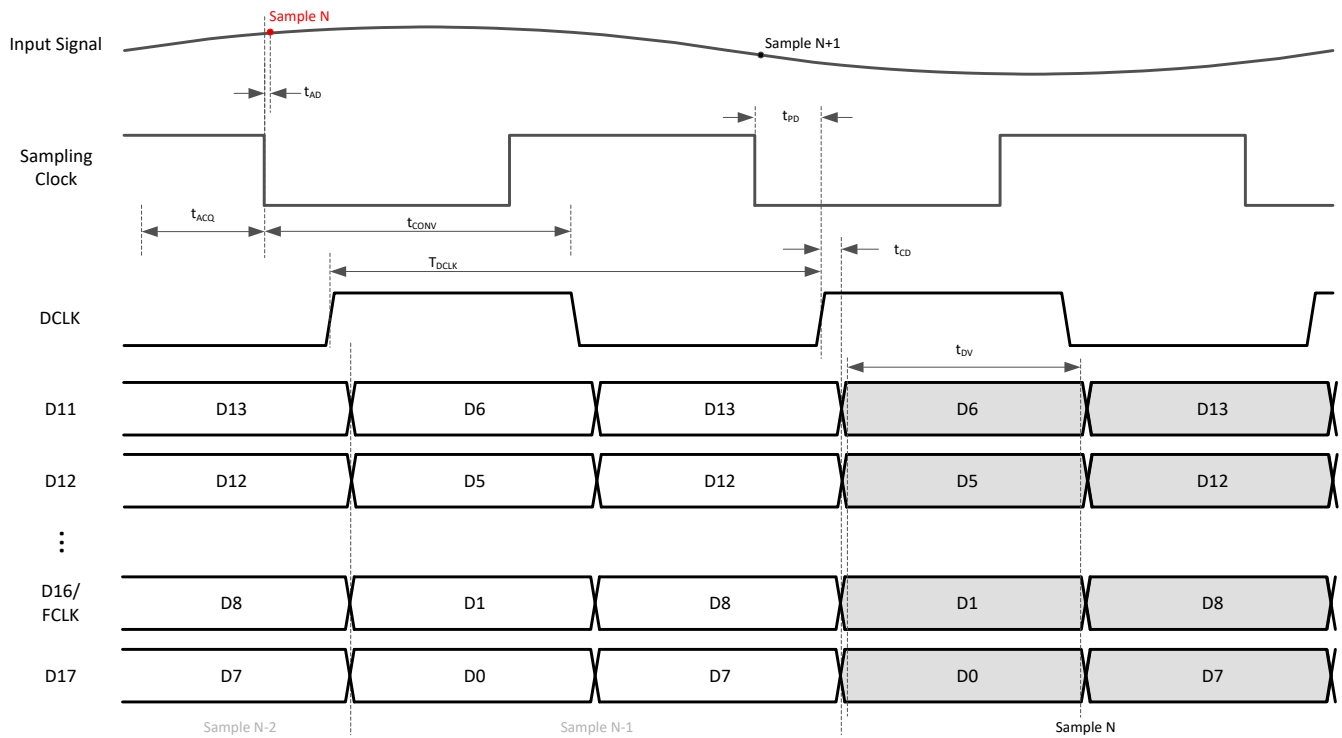 Sample N
Input Signal
Sample N+1
tAD
tPD
Sampling
Clock
tACQ
tCONV
tCD
TDCLK
DCLK
tDV
D11
D13
D6
D13
D6
D13
D12
D12
D5
D12
D5
D12
⋮
D16/
FCLK
D8
D1
D8
D1
D8
D17
D7
D0
D7
D0
D7
Sample N-2
Sample N-1
Sample N